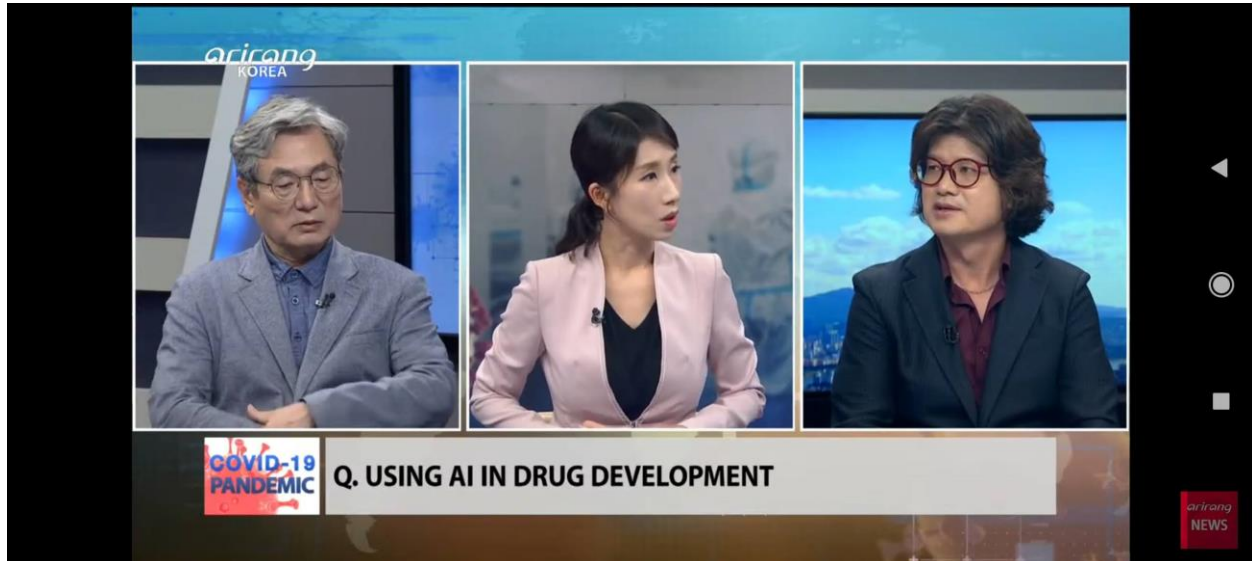 arirang
KOREA
COVID-19
PANDEMIC
Q. USING AI IN DRUG DEVELOPMENT
arirang
NEWS